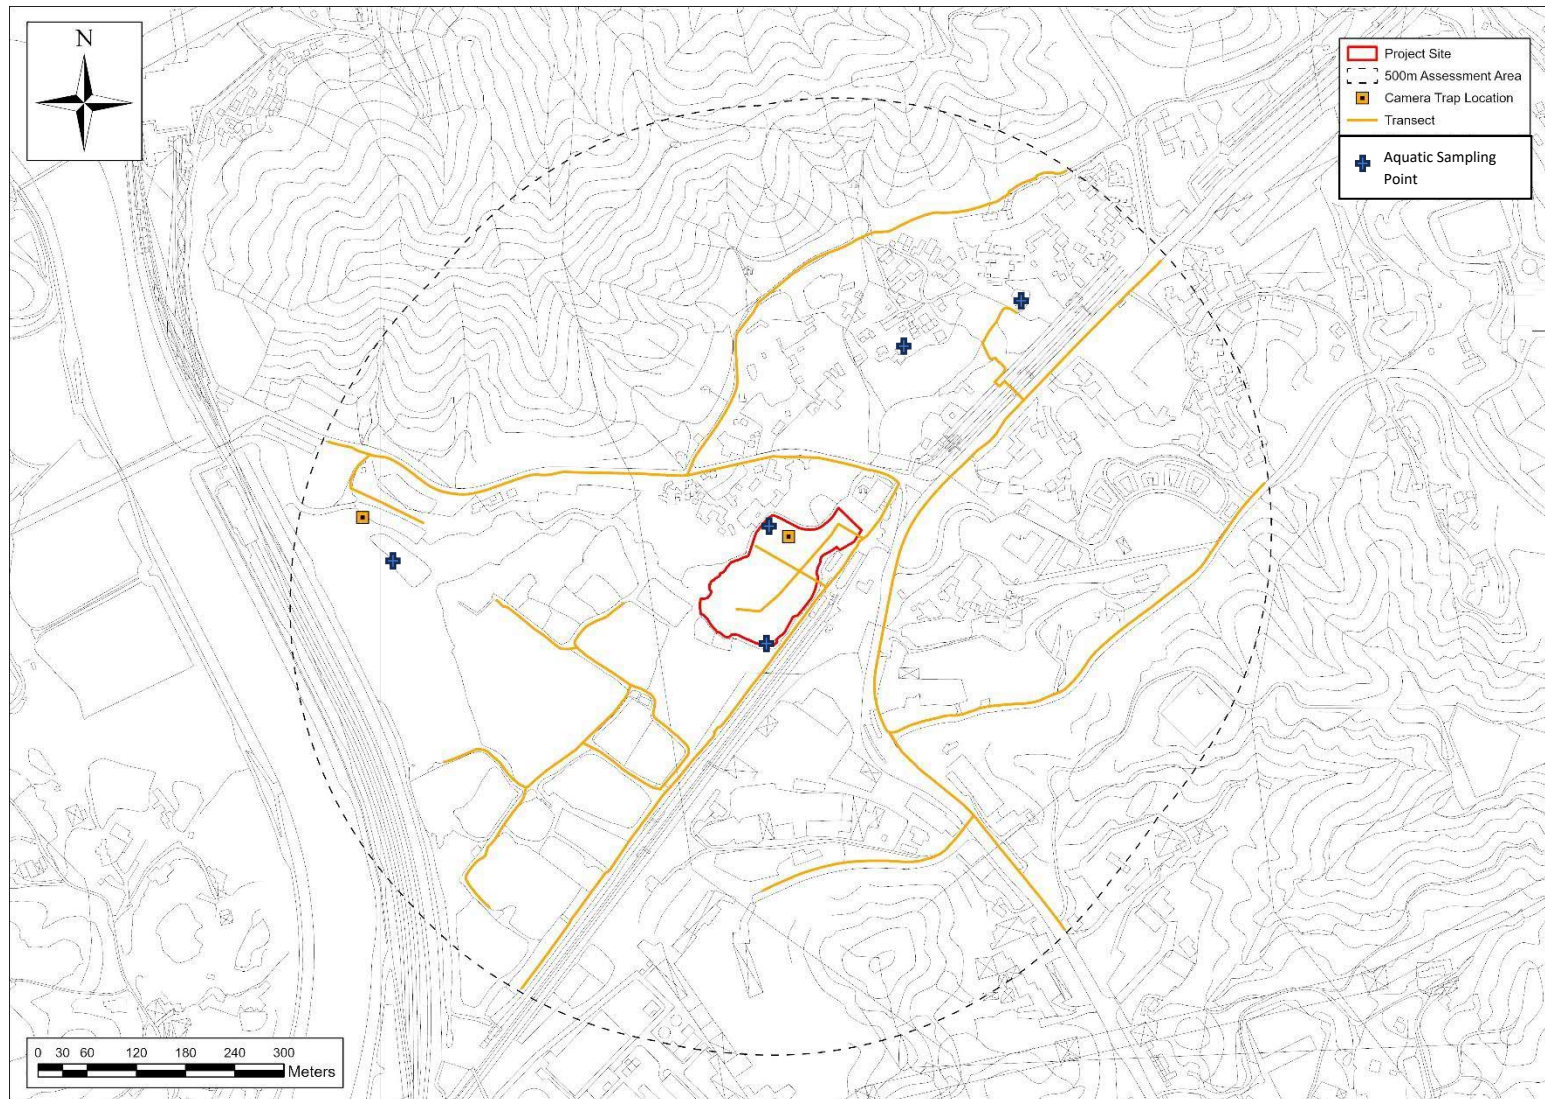 N
Project Site
500m Assessment Area
Camera Trap Location
Transect
Aquatic Sampling
Point
0 30 60 120 180 240 300
Meters